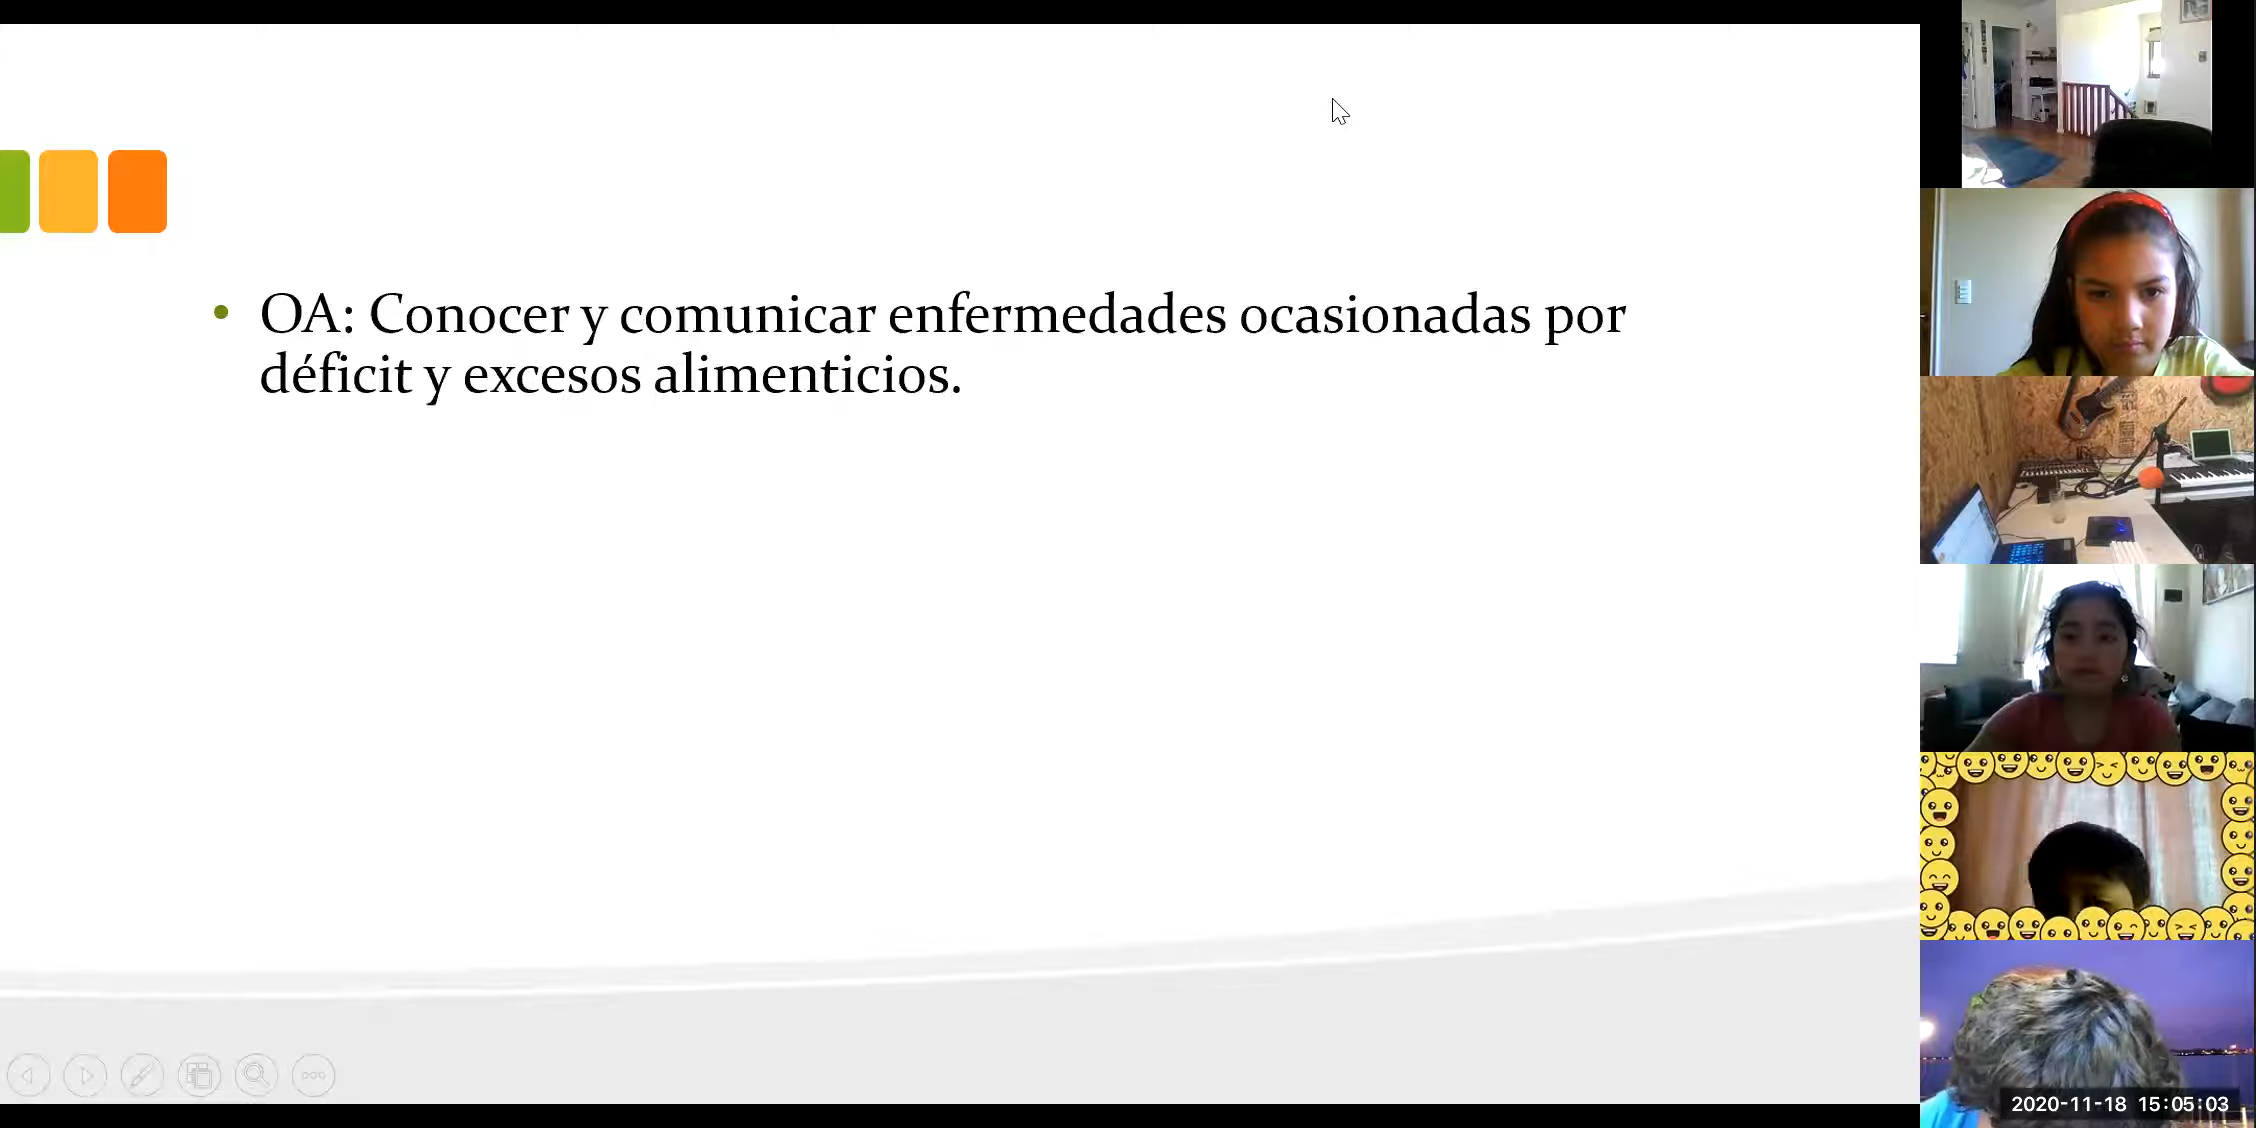 • OA: Conocer y comunicar enfermedades ocasionadas por
déficit y excesos alimenticios.
2020-11-18 15:05:03